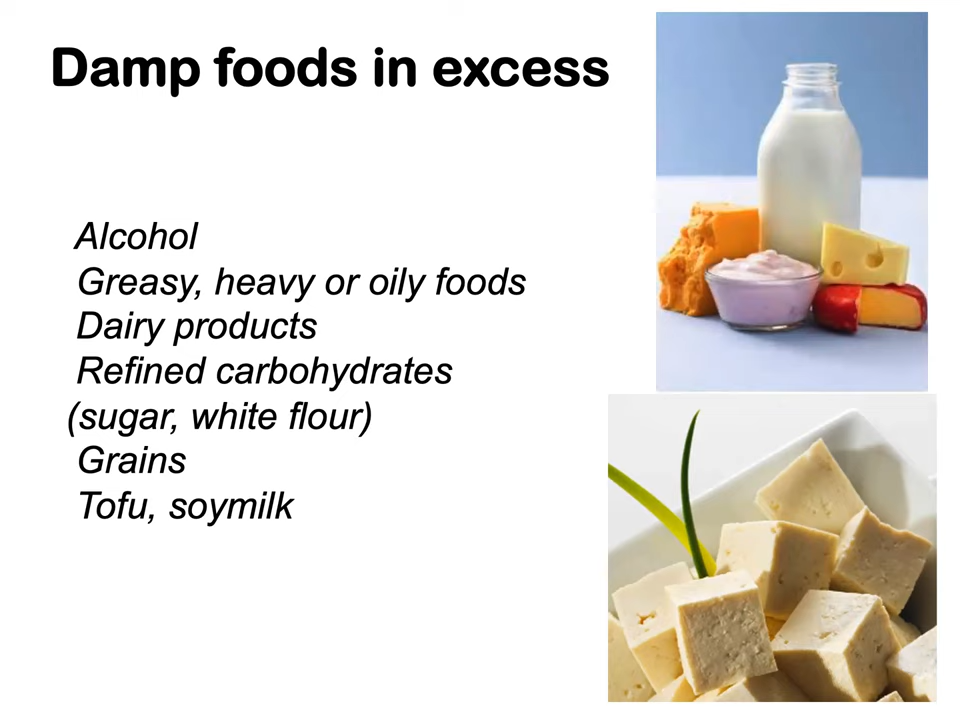 Damp foods in excess
Alcohol
Greasy, heavy or oily foods
Dairy products
Refined carbohydrates
(sugar, white flour)
Grains
Tofu, soymilk